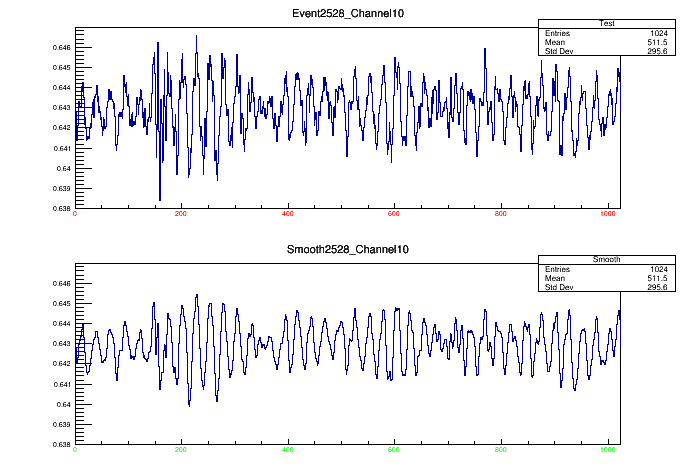 Event2528_Channel10
Test
Entries 1024
Mean 511.5
Std Dev 295.6
0.646
0.645
0.644
0.643
0.642
0.641
0.64
0.639
0.638
0 200 400 600 800 1000
Smooth2528_Channel10
Smooth
Entries 1024
Mean 511.5
Std Dev 295.6
0.646
0.645
0.644
0.643
0.642
0.641
0.64
0.639
0.638
0 200 400 600 800 1000